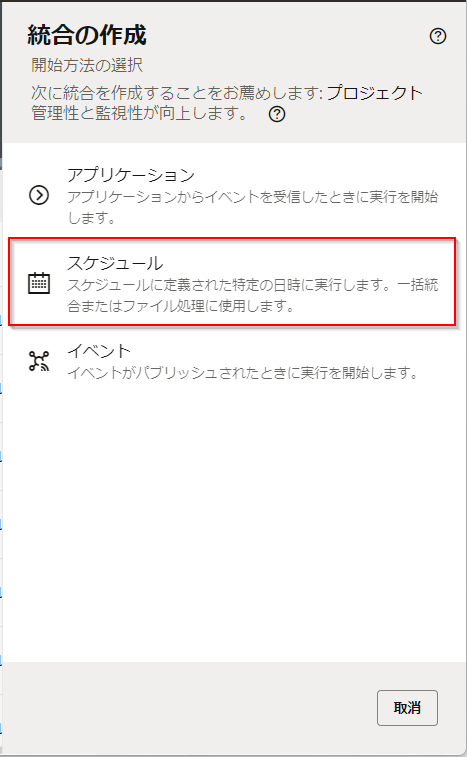 統合の作成
開始方法の選択
次に統合を作成することをお薦めします: プロジェクト
管理性と監視性が向上します。
アプリケーション
アプリケーションからイベントを受信したときに実行を開始
します。
スケジュール
スケジュールに定義された特定の日時に実行します。一括統
合またはファイル処理に使用します。
イベント
イベントがパブリッシュされたときに実行を開始します。
取消